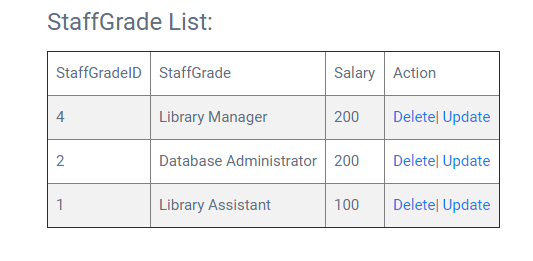 StaffGrade List:
StaffGradeID StaffGrade Salary Action
4 Library Manager 200 Delete| Update
2 Database Administrator 200 Delete| Update
1 Library Assistant 100 Delete| Update